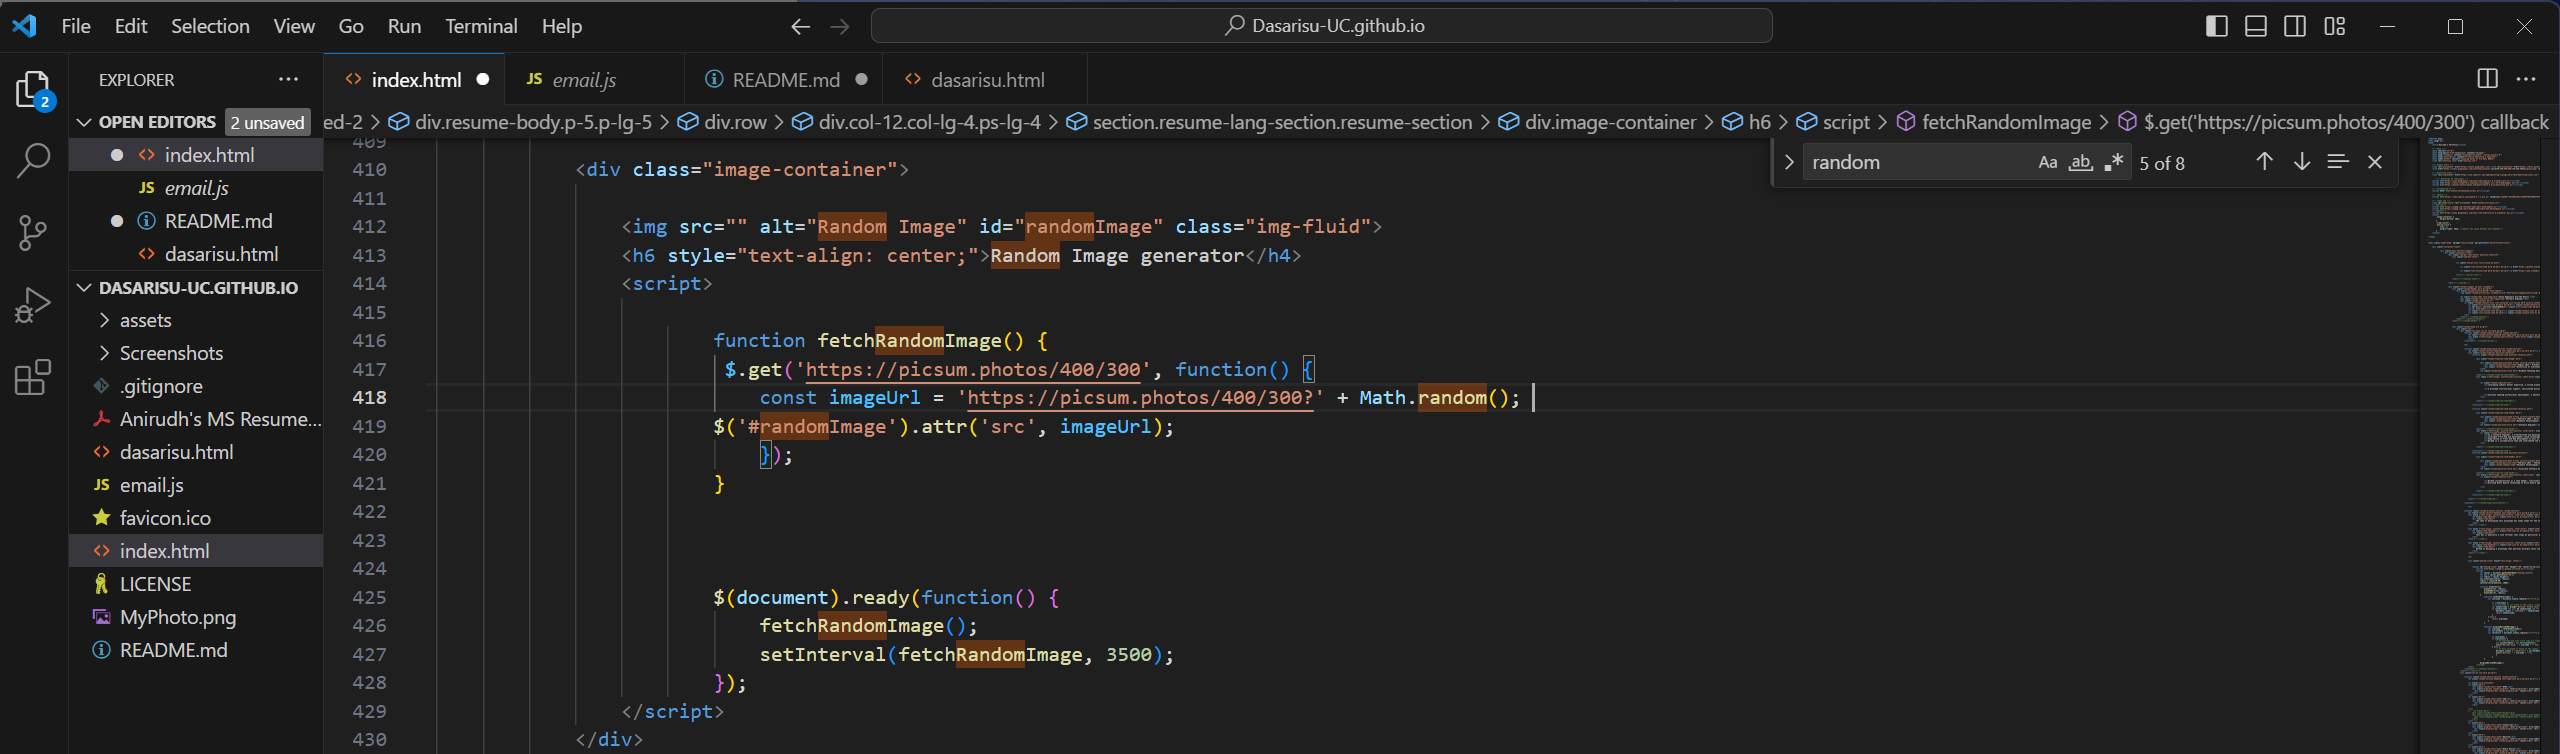 File Edit Selection View Go Run Terminal Help
Dasarisu-UC.github.io
2
EXPLORER
OPEN EDITORS 2 unsaved
index.html
JS email.js
README.md
dasarisu.html
DASARISU-UC.GITHUB.IO
assets
Screenshots
.gitignore
Anirudh's MS Resume...
dasarisu.html
JS email.js
favicon.ico
index.html
LICENSE
MyPhoto.png
README.md
index.html JS email.js README.md dasarisu.html
ed-2 > div.resume-body.p-5.p-lg-5 > div.row > div.col-12.col-lg-4.ps-lg-4 > section.resume-lang-section.resume-section > div.image-container > h6 > script > fetchRandomImage > $.get('https://picsum.photos/400/300') callback
random Aa ab .* 5 of 8
409
410 <div class="image-container">
411
412 <img src="" alt="Random Image" id="randomImage" class="img-fluid">
413 <h6 style="text-align: center;">Random Image generator</h4>
414 <script>
415
416 function fetchRandomImage() {
417 $.get('https://picsum.photos/400/300', function() {
418 const imageUrl = 'https://picsum.photos/400/300?' + Math.random();
419 $('#randomImage').attr('src', imageUrl);
420 });
421 }
422
423
424
425 $(document).ready(function() {
426 fetchRandomImage();
427 setInterval(fetchRandomImage, 3500);
428 });
429 </script>
430 </div>